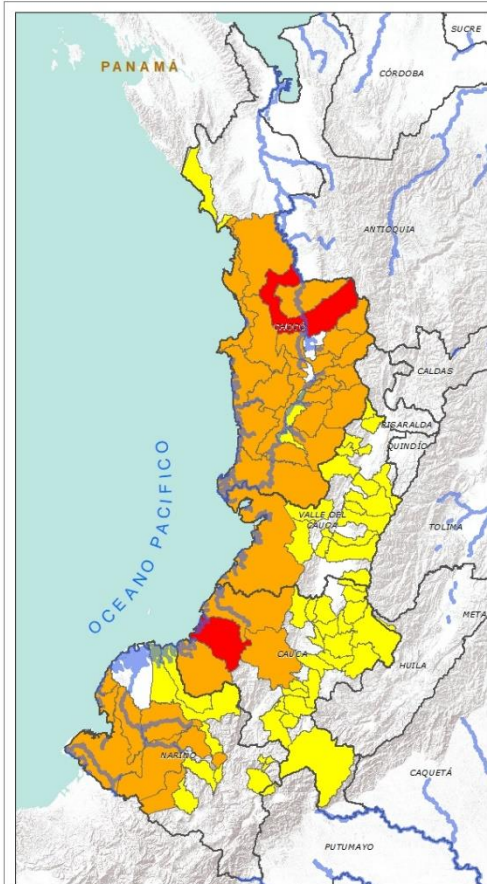 SUCRE
PANAMÁ
CÓRDOBA
ANTIOQUIA
CHOCÓ
CALDAS
RISARALDA
QUINDÍO
OCEANO PACIFICO
VALLE DEL
CAUCA
TOLIMA
META
CAUCA
HUILA
NARIÑO
CAQUETÁ
PUTUMAYO